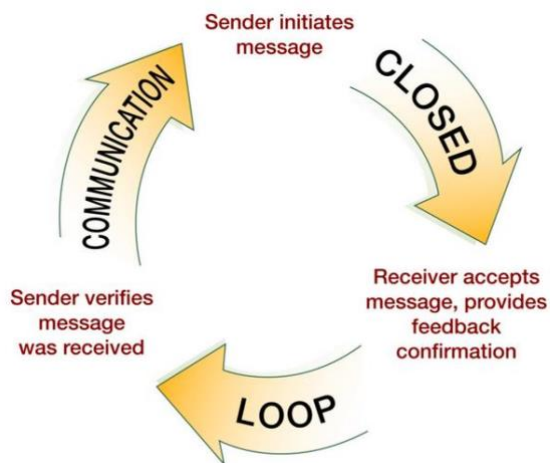 Sender initiates
message
CLOSED
Receiver accepts
message, provides
feedback
confirmation
LOOP
Sender verifies
message
was received
COMMUNICATION